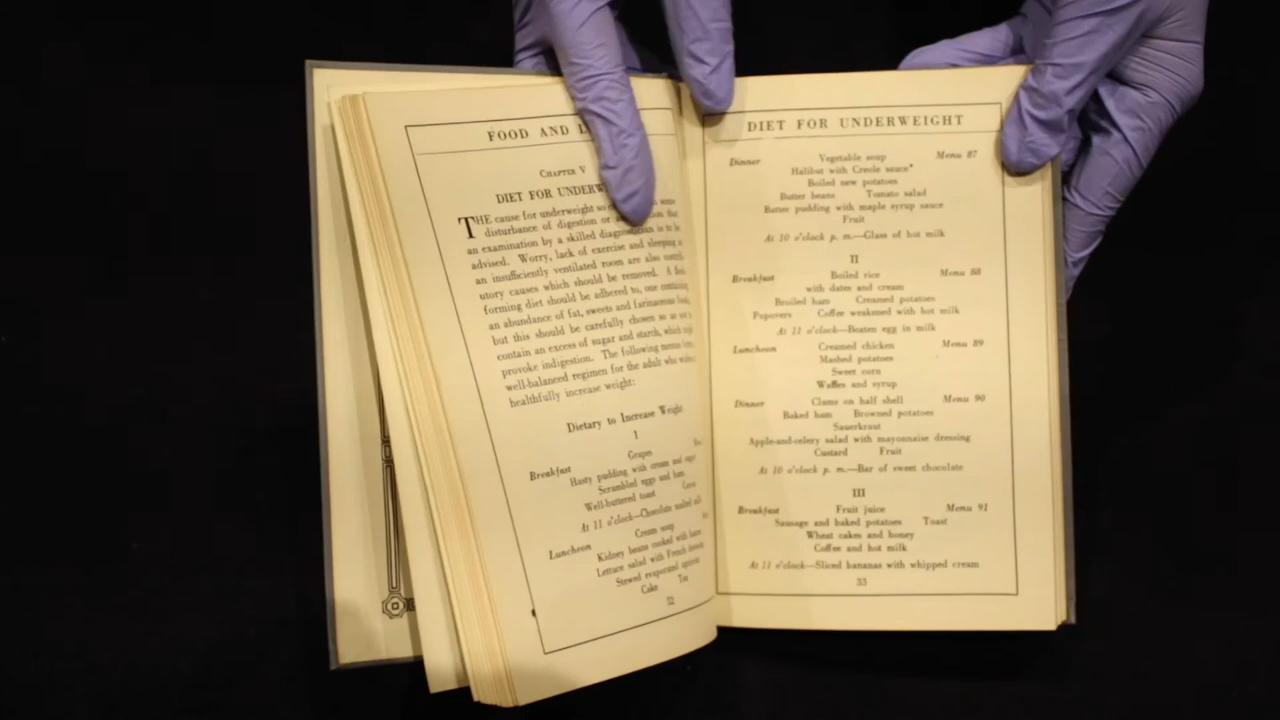 FOOD AND
CHAPTER V
DIET FOR
THE cause for underweight so some
disturbance of digestion or that
an examination by a skilled diagnostician is to be
advised. Worry, lack of exercise and sleeping
an insufficiently ventilated room are also
utory causes which should be removed. A
forming diet should be adhered to, one containing
an abundance of fat, sweets and farinaceous
but this should be carefully chosen so as
contain an excess of sugar and starch, which
provoke indigestion. The following menus
well-balanced regimen for the adult who
healthfully increase weight:
Dietary to Increase Weight
I
Breakfast Grapes
Hasty pudding with cream and sugar
Scrambled eggs and ham
Well-buttered toast
At 11 o'clock—Chocolate malted milk
Luncheon Cream soup
Kidney beans cooked with bacon
Lettuce salad with French dressing
Stewed evaporated apricots
Cake Tea
32
DIET FOR UNDERWEIGHT
Dinner Vegetable soup Menu 87
Halibut with Creole sauce*
Boiled new potatoes
Butter beans Tomato salad
Batter pudding with maple syrup sauce
Fruit
At 10 o'clock p. m.—Glass of hot milk
II
Breakfast Boiled rice Menu 88
with dates and cream
Broiled ham Creamed potatoes
Popovers Coffee weakened with hot milk
At 11 o'clock—Beaten egg in milk
Luncheon Creamed chicken Menu 89
Mashed potatoes
Sweet corn
Waffles and syrup
Dinner Clams on half shell Menu 90
Baked ham Browned potatoes
Sauerkraut
Apple-and-celery salad with mayonnaise dressing
Custard Fruit
At 10 o'clock p. m.—Bar of sweet chocolate
III
Breakfast Fruit juice Menu 91
Sausage and baked potatoes Toast
Wheat cakes and honey
Coffee and hot milk
At 11 o'clock—Sliced bananas with whipped cream
33